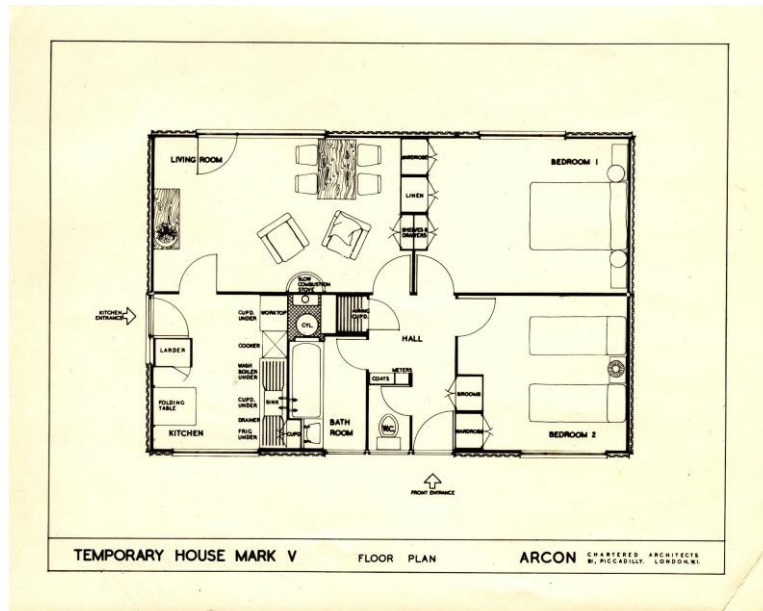 LIVING ROOM
WARDROBE
LINEN
SHELVES &
DRAWERS
BEDROOM 1
SLOW
COMBUSTION
STOVE
KITCHEN
ENTRANCE
CUPD.
UNDER
WORKTOP
CYL.
AIRING
CUPD.
HALL
LARDER
COOKER
WASH
BOILER
UNDER
METERS
COATS
FOLDING
TABLE
CUPD.
UNDER
SINK
BROOMS
DRAINER
KITCHEN
FRIG
UNDER
CUPD
BATH
ROOM
W.C.
WARDROBE
BEDROOM 2
FRONT ENTRANCE
TEMPORARY HOUSE MARK V
FLOOR PLAN
ARCON
CHARTERED ARCHITECTS
81, PICCADILLY. LONDON, W.1.